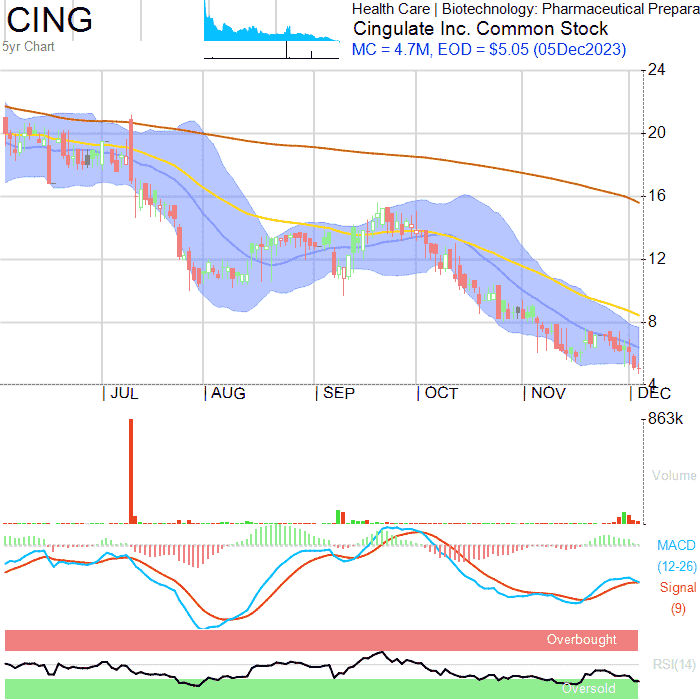 CING
5yr Chart
Health Care | Biotechnology: Pharmaceutical Prepara
Cingulate Inc. Common Stock
MC = 4.7M, EOD = $5.05 (05Dec2023)
24
20
16
12
8
4
JUL AUG SEP OCT NOV DEC
863k
Volume
MACD
(12-26)
Signal
(9)
Overbought
RSI(14)
Oversold